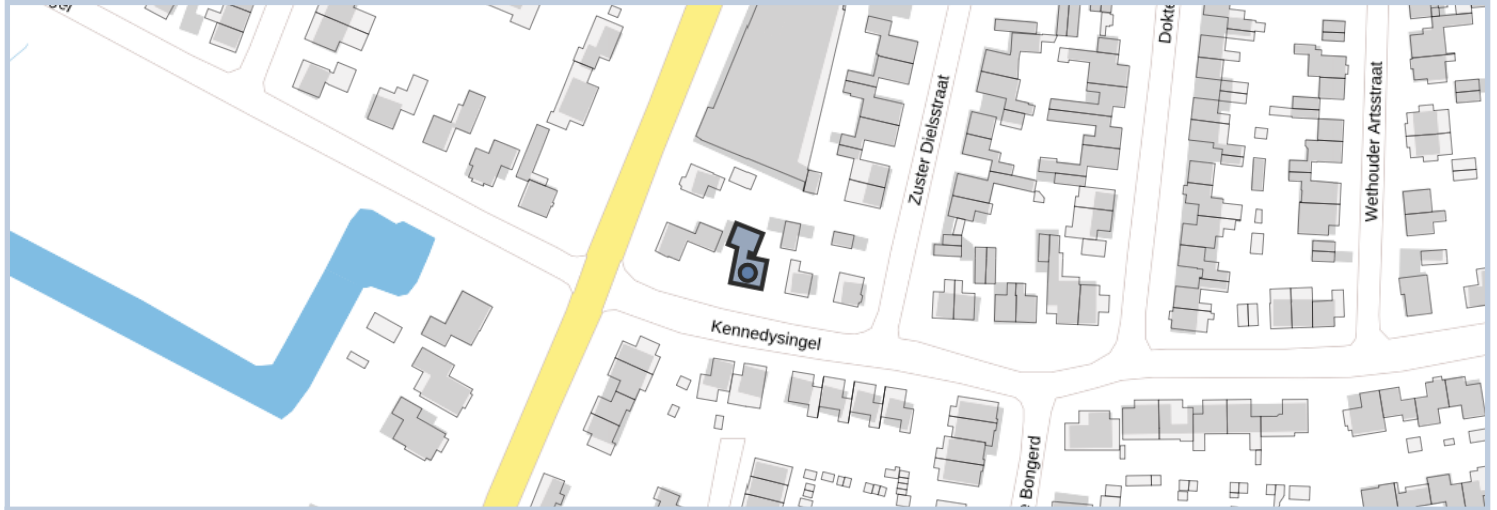 Zuster Dielsstraat
Wethouder Artsstraat
Kennedysingel
Bongerd